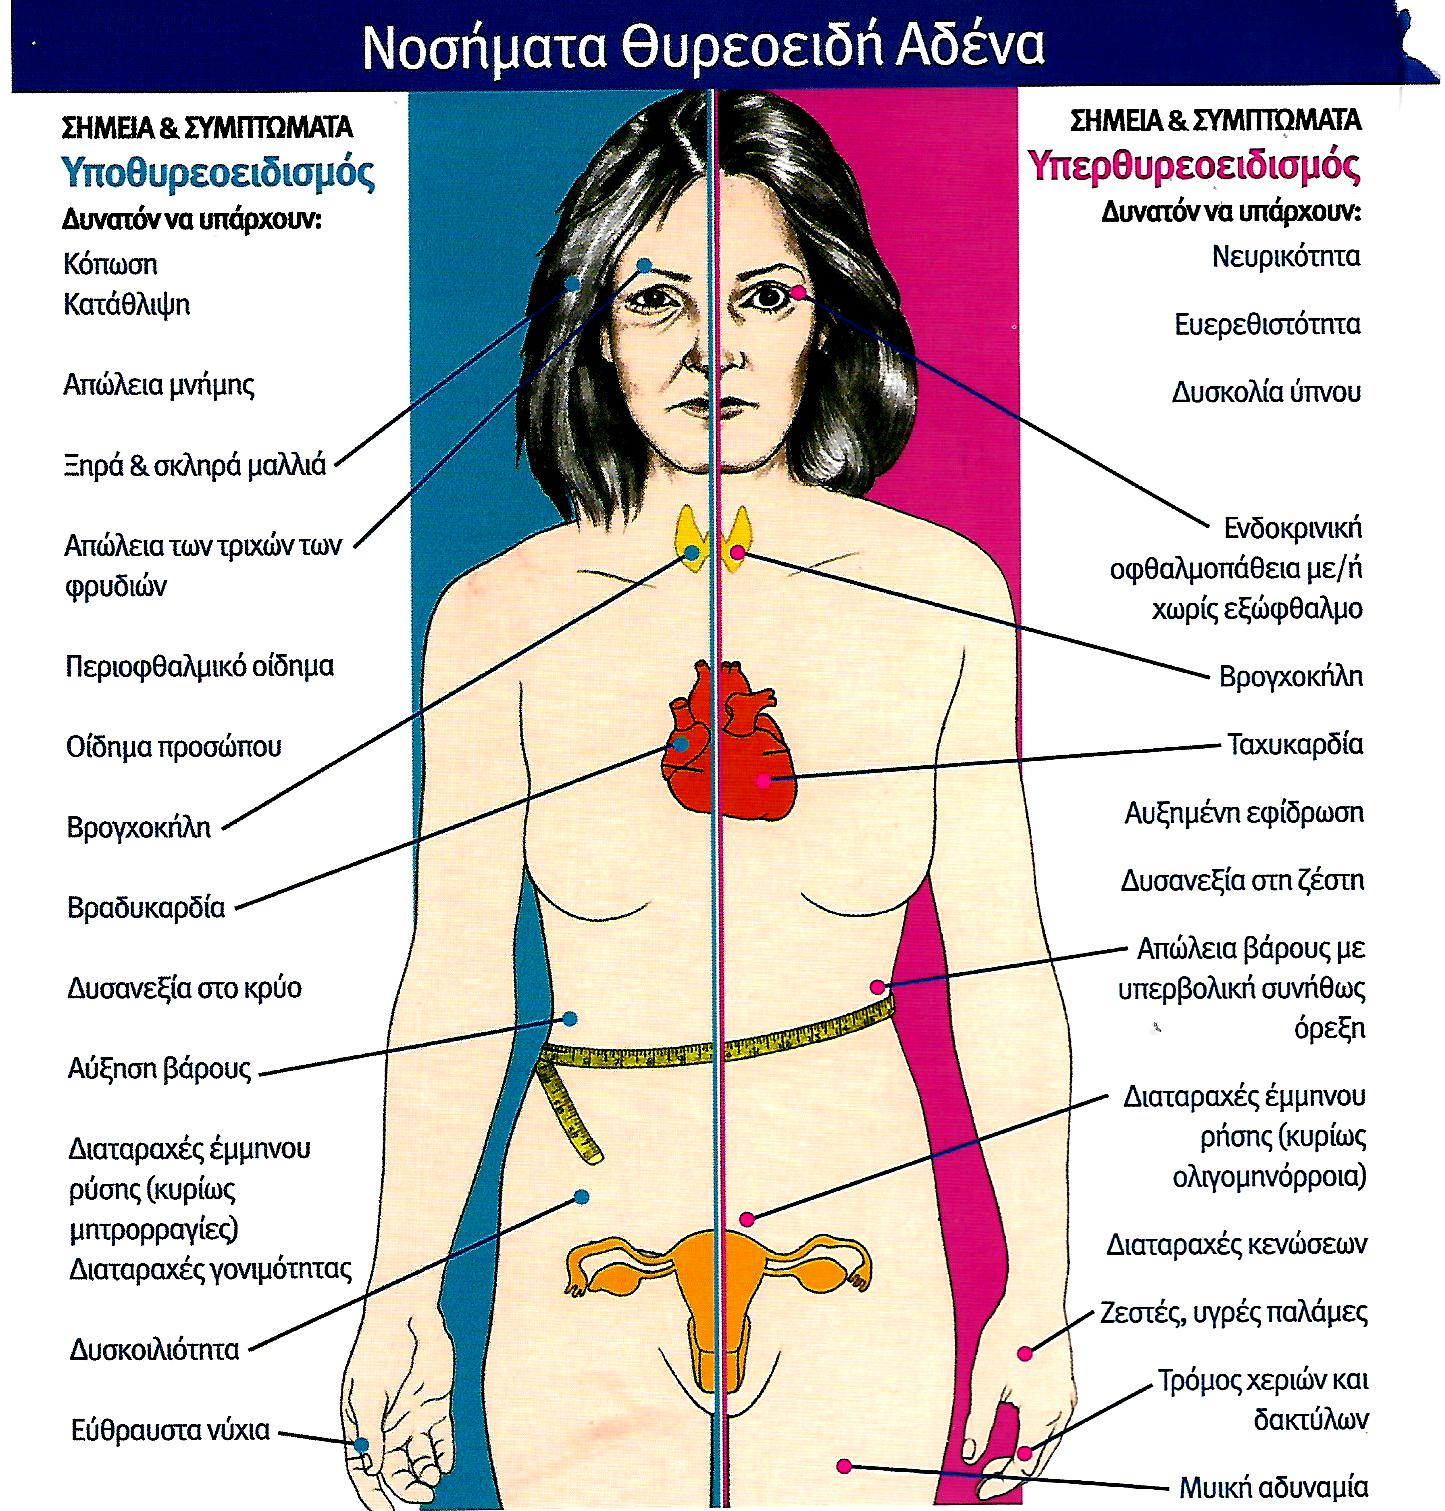 Νοσήματα Θυρεοειδή Αδένα
ΣΗΜΕΙΑ & ΣΥΜΠΤΩΜΑΤΑ
Υποθυρεοειδισμός
Δυνατόν να υπάρχουν:
Κόπωση
Κατάθλιψη
Απώλεια μνήμης
Ξηρά & σκληρά μαλλιά
Απώλεια των τριχών των
φρυδιών
Περιοφθαλμικό οίδημα
Οίδημα προσώπου
Βρογχοκήλη
Βραδυκαρδία
Δυσανεξία στο κρύο
Αύξηση βάρους
Διαταραχές έμμηνου
ρύσης (κυρίως
μητρορραγίες)
Διαταραχές γονιμότητας
Δυσκοιλιότητα
Εύθραυστα νύχια
ΣΗΜΕΙΑ & ΣΥΜΠΤΩΜΑΤΑ
Υπερθυρεοειδισμός
Δυνατόν να υπάρχουν:
Νευρικότητα
Ευερεθιστότητα
Δυσκολία ύπνου
Ενδοκρινική
οφθαλμοπάθεια με/ή
χωρίς εξώφθαλμο
Βρογχοκήλη
Ταχυκαρδία
Αυξημένη εφίδρωση
Δυσανεξία στη ζέστη
Απώλεια βάρους με
υπερβολική συνήθως
όρεξη
Διαταραχές έμμηνου
ρήσης (κυρίως
ολιγομηνόρροια)
Διαταραχές κενώσεων
Ζεστές, υγρές παλάμες
Τρόμος χεριών και
δακτύλων
Μυική αδυναμία